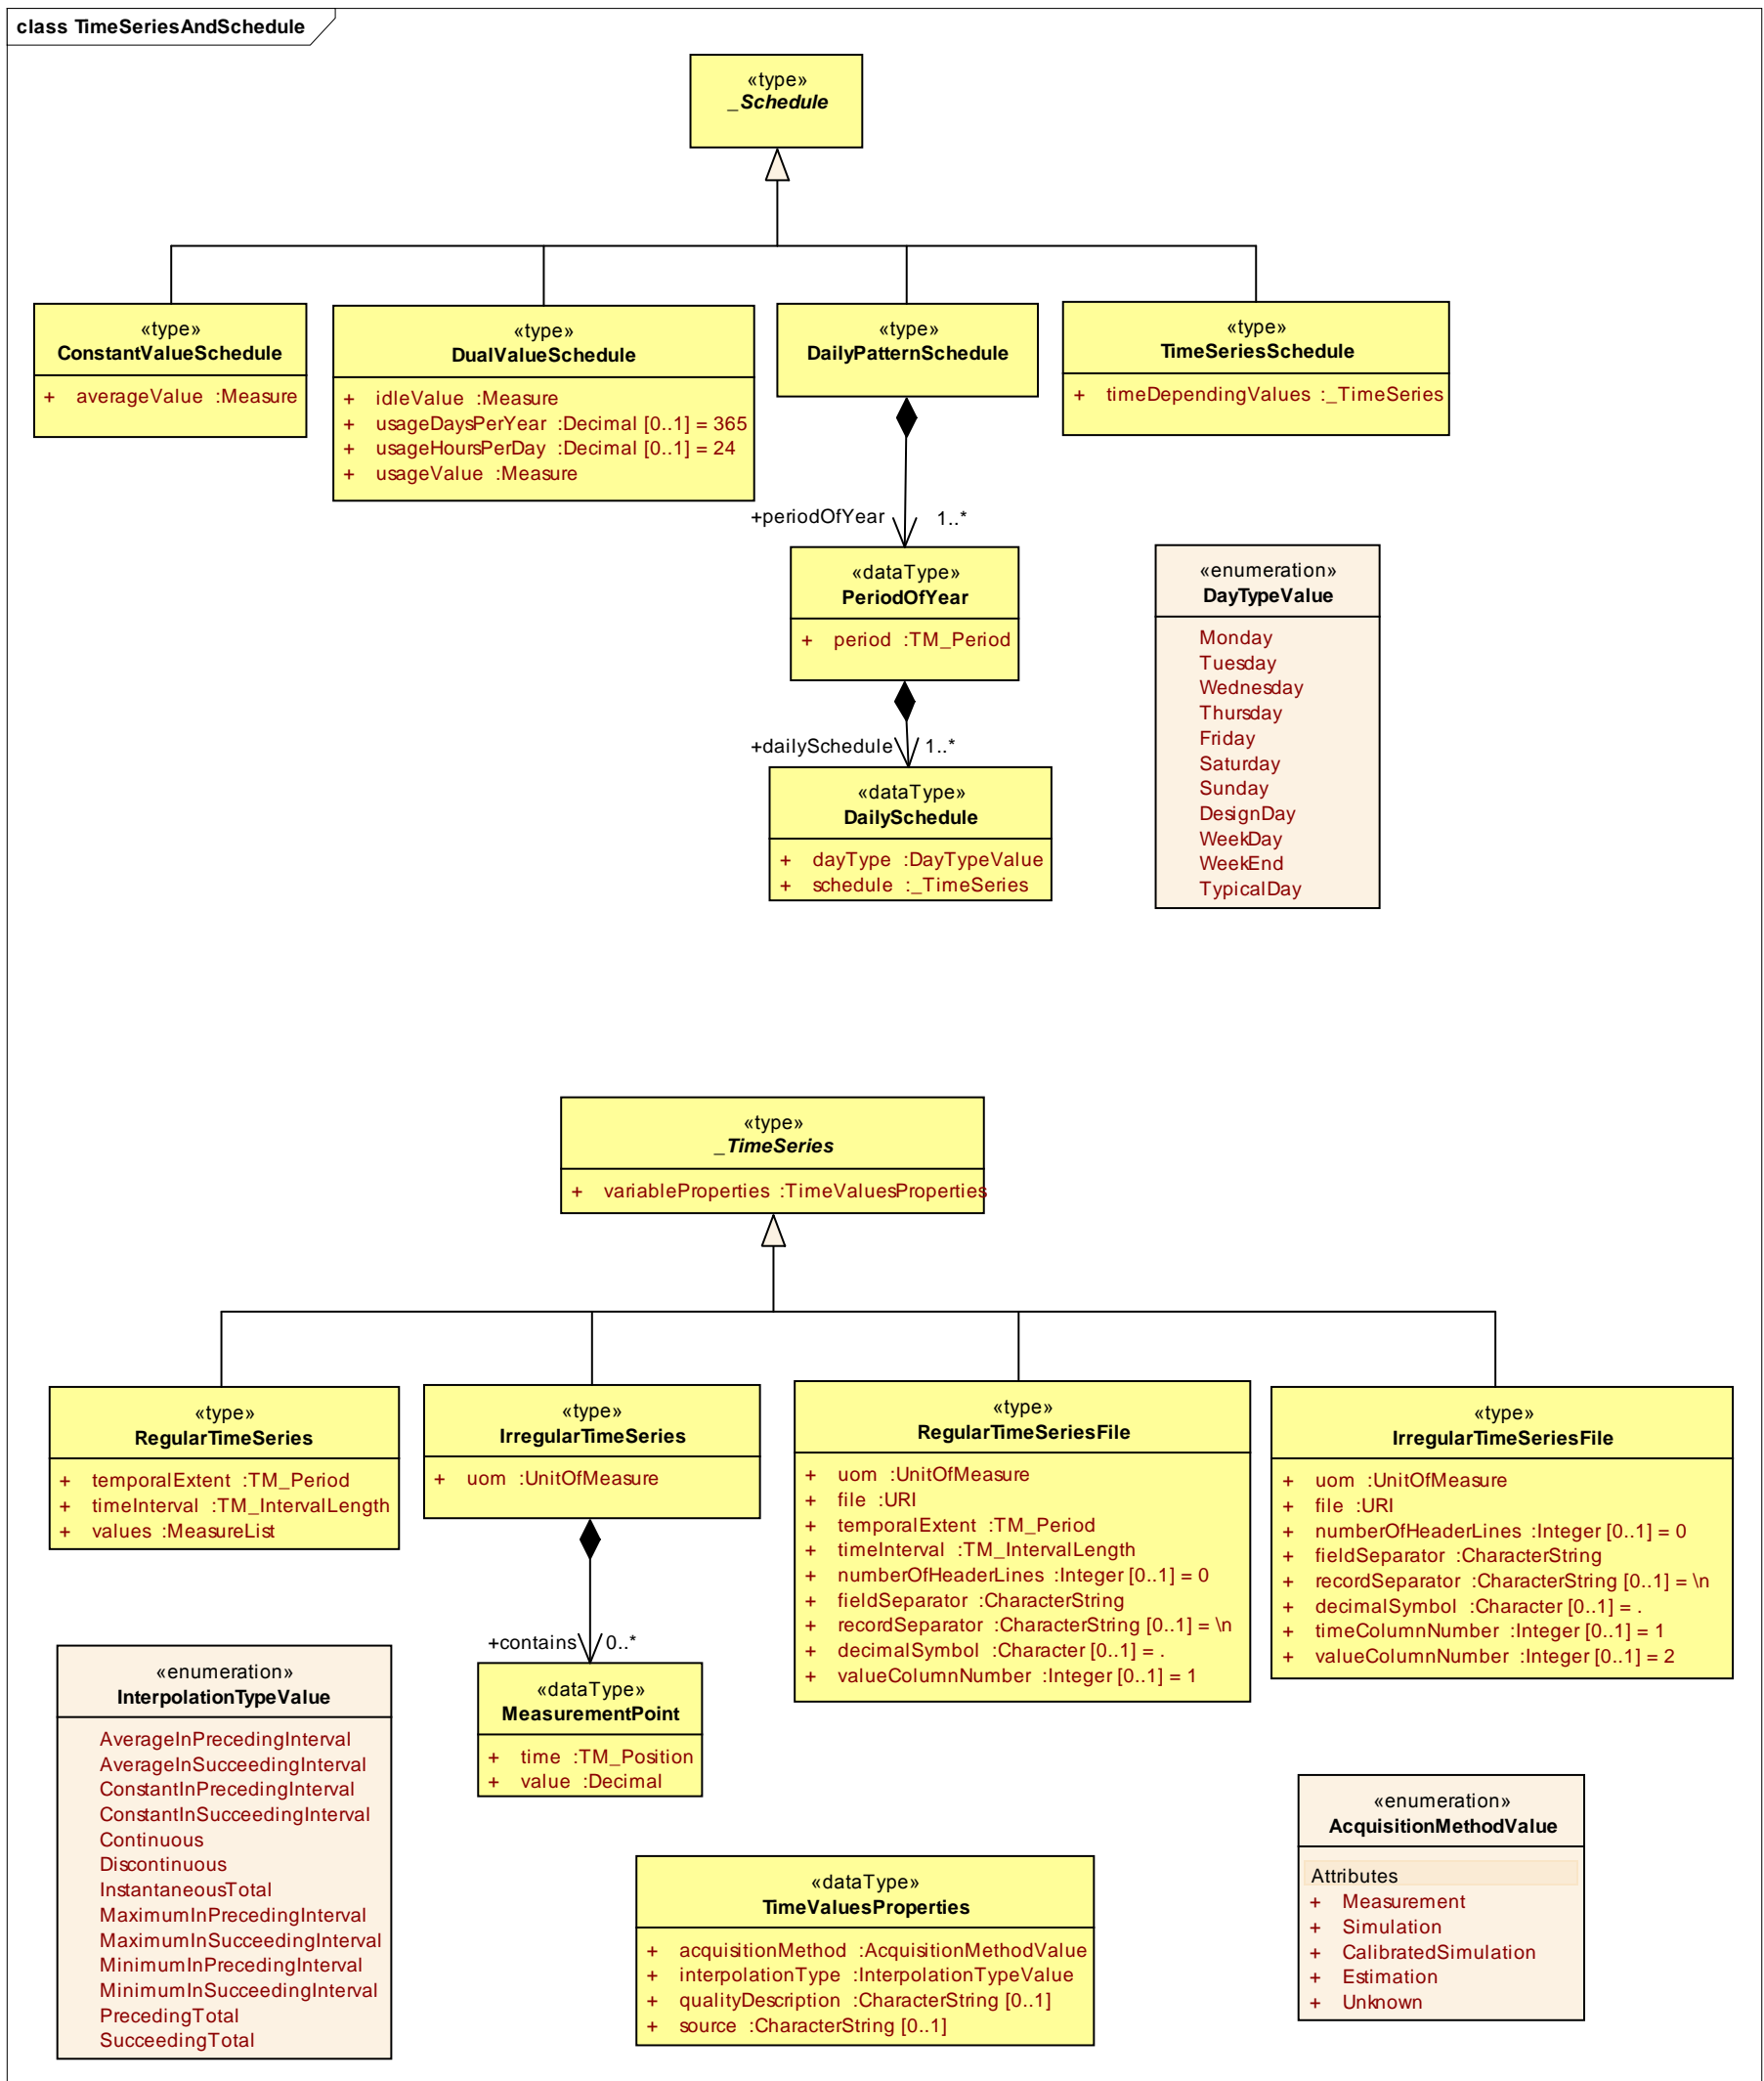 class TimeSeriesAndSchedule
«type»
_Schedule
«type»
ConstantValueSchedule
+ averageValue :Measure
«type»
DualValueSchedule
+ idleValue :Measure
+ usageDaysPerYear :Decimal [0..1] = 365
+ usageHoursPerDay :Decimal [0..1] = 24
+ usageValue :Measure
«type»
DailyPatternSchedule
«type»
TimeSeriesSchedule
+ timeDependingValues :_TimeSeries
+periodOfYear 1..*
«dataType»
PeriodOfYear
+ period :TM_Period
+dailySchedule 1..*
«dataType»
DailySchedule
+ dayType :DayTypeValue
+ schedule :_TimeSeries
«enumeration»
DayTypeValue
Monday
Tuesday
Wednesday
Thursday
Friday
Saturday
Sunday
DesignDay
WeekDay
WeekEnd
TypicalDay
«type»
_TimeSeries
+ variableProperties :TimeValuesProperties
«type»
RegularTimeSeries
+ temporalExtent :TM_Period
+ timeInterval :TM_IntervalLength
+ values :MeasureList
«type»
IrregularTimeSeries
+ uom :UnitOfMeasure
«type»
RegularTimeSeriesFile
+ uom :UnitOfMeasure
+ file :URI
+ temporalExtent :TM_Period
+ timeInterval :TM_IntervalLength
+ numberOfHeaderLines :Integer [0..1] = 0
+ fieldSeparator :CharacterString
+ recordSeparator :CharacterString [0..1] = \n
+ decimalSymbol :Character [0..1] = .
+ valueColumnNumber :Integer [0..1] = 1
«type»
IrregularTimeSeriesFile
+ uom :UnitOfMeasure
+ file :URI
+ numberOfHeaderLines :Integer [0..1] = 0
+ fieldSeparator :CharacterString
+ recordSeparator :CharacterString [0..1] = \n
+ decimalSymbol :Character [0..1] = .
+ timeColumnNumber :Integer [0..1] = 1
+ valueColumnNumber :Integer [0..1] = 2
+contains 0..*
«dataType»
MeasurementPoint
+ time :TM_Position
+ value :Decimal
«enumeration»
InterpolationTypeValue
AverageInPrecedingInterval
AverageInSucceedingInterval
ConstantInPrecedingInterval
ConstantInSucceedingInterval
Continuous
Discontinuous
InstantaneousTotal
MaximumInPrecedingInterval
MaximumInSucceedingInterval
MinimumInPrecedingInterval
MinimumInSucceedingInterval
PrecedingTotal
SucceedingTotal
«dataType»
TimeValuesProperties
+ acquisitionMethod :AcquisitionMethodValue
+ interpolationType :InterpolationTypeValue
+ qualityDescription :CharacterString [0..1]
+ source :CharacterString [0..1]
«enumeration»
AcquisitionMethodValue
Attributes
+ Measurement
+ Simulation
+ CalibratedSimulation
+ Estimation
+ Unknown